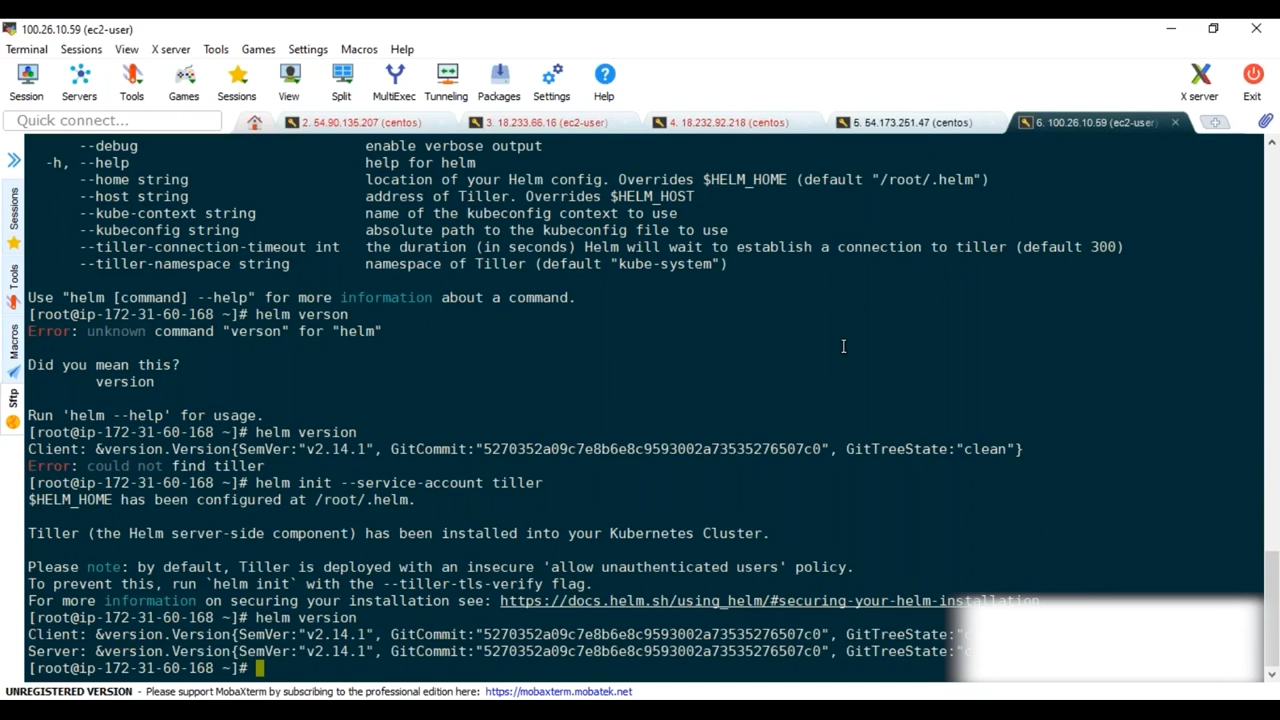 100.26.10.59 (ec2-user)
Terminal Sessions View X server Tools Games Settings Macros Help
Session Servers Tools Games Sessions View Split MultiExec Tunneling Packages Settings Help X server Exit
Quick connect... 2. 54.90.135.207 (centos) 3. 18.233.66.16 (ec2-user) 4. 18.232.92.218 (centos) 5. 54.173.251.47 (centos) 6. 100.26.10.59 (ec2-user)
Sessions
Tools
Macros
Sftp
--debug enable verbose output
-h, --help help for helm
--home string location of your Helm config. Overrides $HELM_HOME (default "/root/.helm")
--host string address of Tiller. Overrides $HELM_HOST
--kube-context string name of the kubeconfig context to use
--kubeconfig string absolute path to the kubeconfig file to use
--tiller-connection-timeout int the duration (in seconds) Helm will wait to establish a connection to tiller (default 300)
--tiller-namespace string namespace of Tiller (default "kube-system")
Use "helm [command] --help" for more information about a command.
[root@ip-172-31-60-168 ~]# helm verson
Error: unknown command "verson" for "helm"
Did you mean this?
version
Run 'helm --help' for usage.
[root@ip-172-31-60-168 ~]# helm version
Client: &version.Version{SemVer:"v2.14.1", GitCommit:"5270352a09c7e8b6e8c9593002a73535276507c0", GitTreeState:"clean"}
Error: could not find tiller
[root@ip-172-31-60-168 ~]# helm init --service-account tiller
$HELM_HOME has been configured at /root/.helm.
Tiller (the Helm server-side component) has been installed into your Kubernetes Cluster.
Please note: by default, Tiller is deployed with an insecure 'allow unauthenticated users' policy.
To prevent this, run `helm init` with the --tiller-tls-verify flag.
For more information on securing your installation see: https://docs.helm.sh/using_helm/#securing-your-helm-installation
[root@ip-172-31-60-168 ~]# helm version
Client: &version.Version{SemVer:"v2.14.1", GitCommit:"5270352a09c7e8b6e8c9593002a73535276507c0", GitTreeState:"
Server: &version.Version{SemVer:"v2.14.1", GitCommit:"5270352a09c7e8b6e8c9593002a73535276507c0", GitTreeState:"
[root@ip-172-31-60-168 ~]#
UNREGISTERED VERSION - Please support MobaXterm by subscribing to the professional edition here: https://mobaxterm.mobatek.net